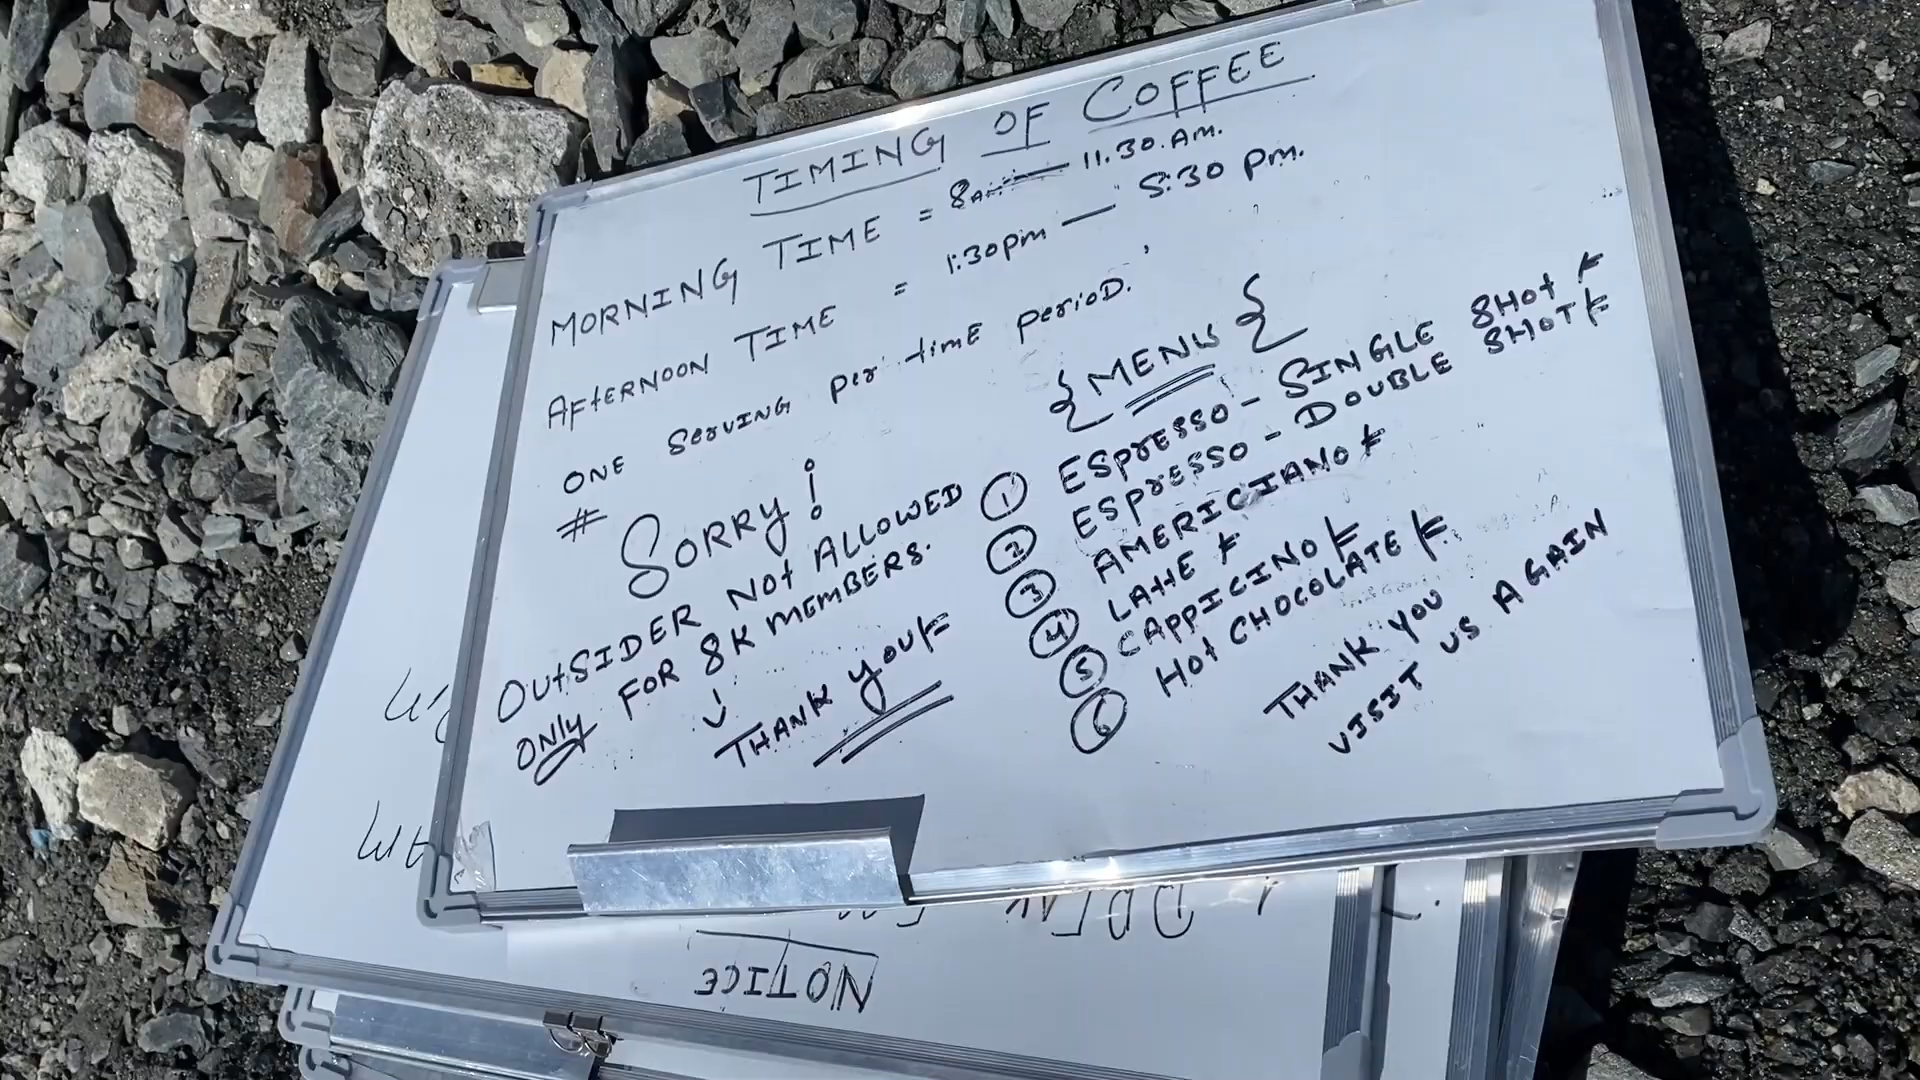 TIMING OF COFFEE
MORNING TIME = 8AM — 11.30.AM.
AFTERNOON TIME = 1:30pm — 5:30 pm.
ONE SERVING per time perioD.
# SORRY!
OUTSIDER NOT ALLOWED
ONLY FOR 8K MEMBERS.
THANK YOU
{MENU}
① ESPRESSO - SINGLE SHOT
② ESPRESSO - DOUBLE SHOT
③ AMERICIANO
④ LATTE
⑤ CAPPICINO
⑥ HOT CHOCOLATE
THANK YOU
VISIT US AGAIN
NOTICE